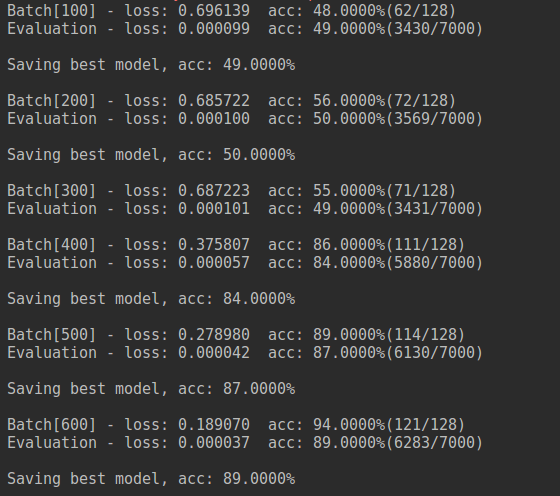 Batch[100] - loss: 0.696139  acc: 48.0000%(62/128)
Evaluation - loss: 0.000099  acc: 49.0000%(3430/7000)
Saving best model, acc: 49.0000%
Batch[200] - loss: 0.685722  acc: 56.0000%(72/128)
Evaluation - loss: 0.000100  acc: 50.0000%(3569/7000)
Saving best model, acc: 50.0000%
Batch[300] - loss: 0.687223  acc: 55.0000%(71/128)
Evaluation - loss: 0.000101  acc: 49.0000%(3431/7000)
Batch[400] - loss: 0.375807  acc: 86.0000%(111/128)
Evaluation - loss: 0.000057  acc: 84.0000%(5880/7000)
Saving best model, acc: 84.0000%
Batch[500] - loss: 0.278980  acc: 89.0000%(114/128)
Evaluation - loss: 0.000042  acc: 87.0000%(6130/7000)
Saving best model, acc: 87.0000%
Batch[600] - loss: 0.189070  acc: 94.0000%(121/128)
Evaluation - loss: 0.000037  acc: 89.0000%(6283/7000)
Saving best model, acc: 89.0000%